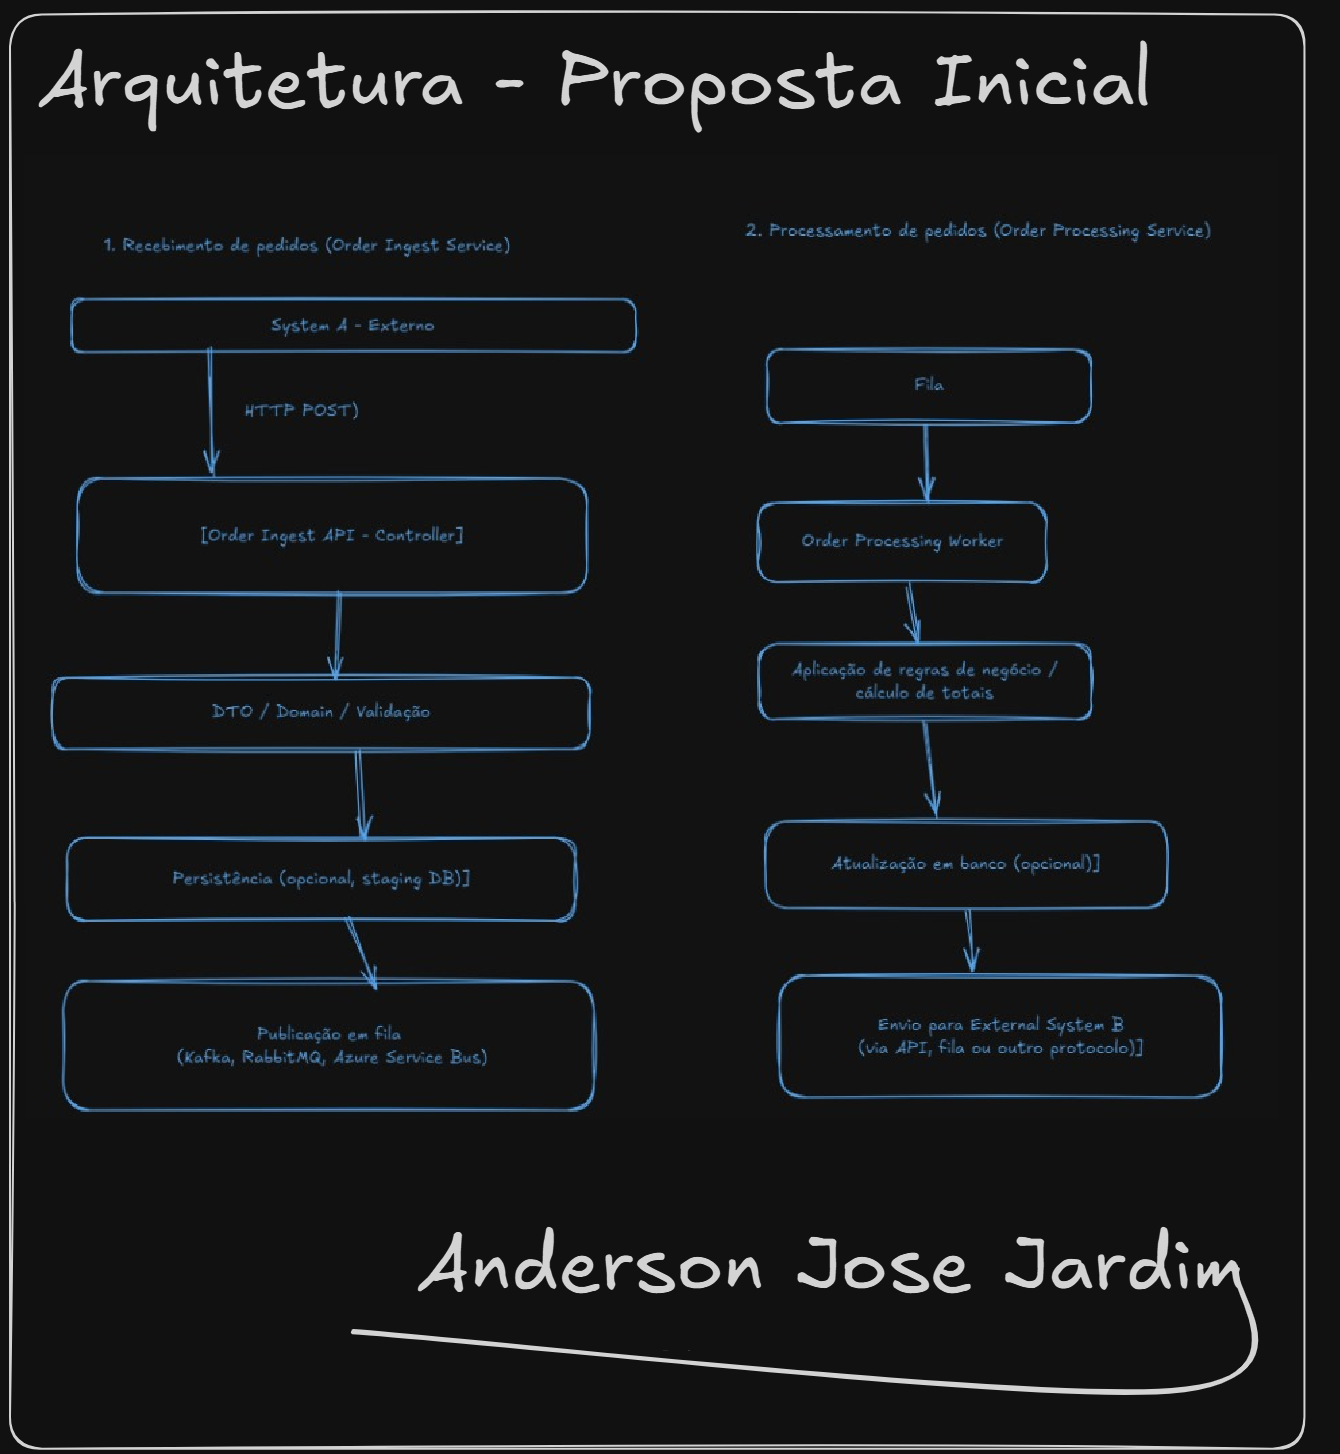 Arquitetura - Proposta Inicial
1. Recebimento de pedidos (Order Ingest Service)
System A - Externo
HTTP POST)
[Order Ingest API - Controller]
DTO / Domain / Validação
Persistência (opcional, staging DB)]
Publicação em fila
(Kafka, RabbitMQ, Azure Service Bus)
2. Processamento de pedidos (Order Processing Service)
Fila
Order Processing Worker
Aplicação de regras de negócio /
cálculo de totais
Atualização em banco (opcional)]
Envio para External System B
(via API, fila ou outro protocolo)]
Anderson Jose Jardim